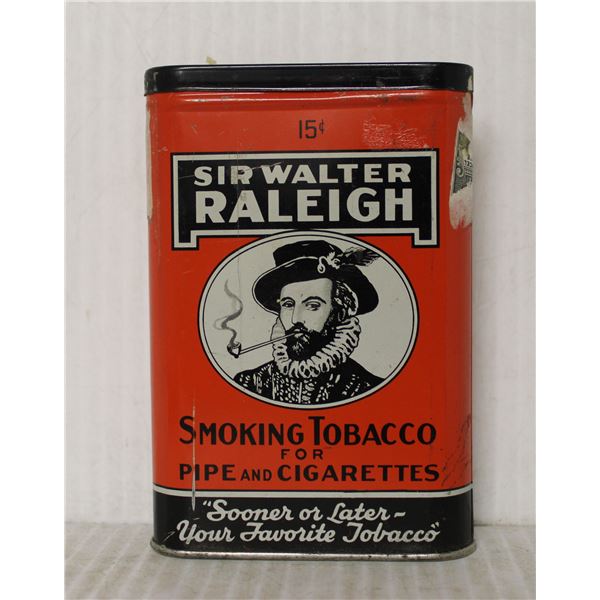 15¢
SIR WALTER
RALEIGH
SMOKING TOBACCO
FOR
PIPE AND CIGARETTES
"Sooner or Later -
Your Favorite Tobacco"